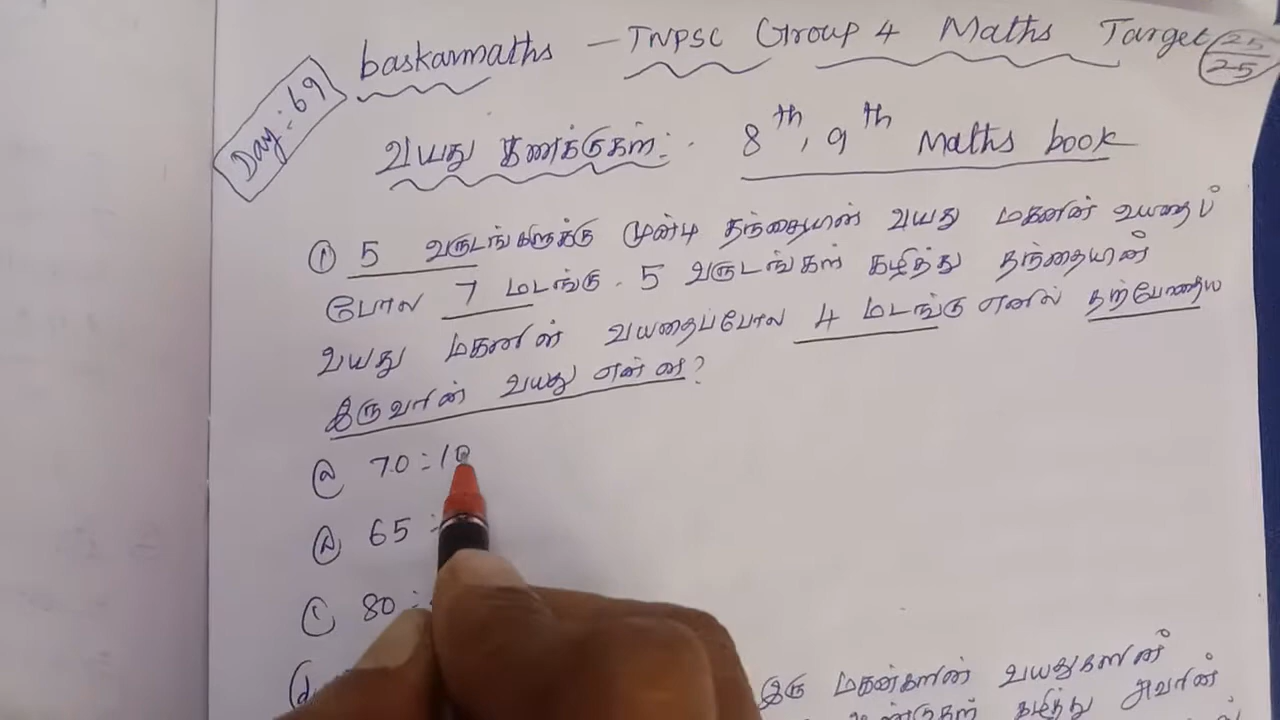 baskarmaths - TNPSC Group 4 Maths Target 25/25
Day: 69
வயது கணக்குகள்: 8th, 9th Maths book
① 5 வருடங்களுக்கு முன்பு தந்தையின் வயது மகனின் வயதைப்
போல 7 மடங்கு. 5 வருடங்கள் கழித்து தந்தையின்
வயது மகனின் வயதைப்போல 4 மடங்கு எனில் தற்போதைய
இருவரின் வயது என்ன?
ⓐ 70:10
65:
ⓒ 80:
ⓓ
இரு மகன்களின் வயதுகளின்
கழித்து அவரின்